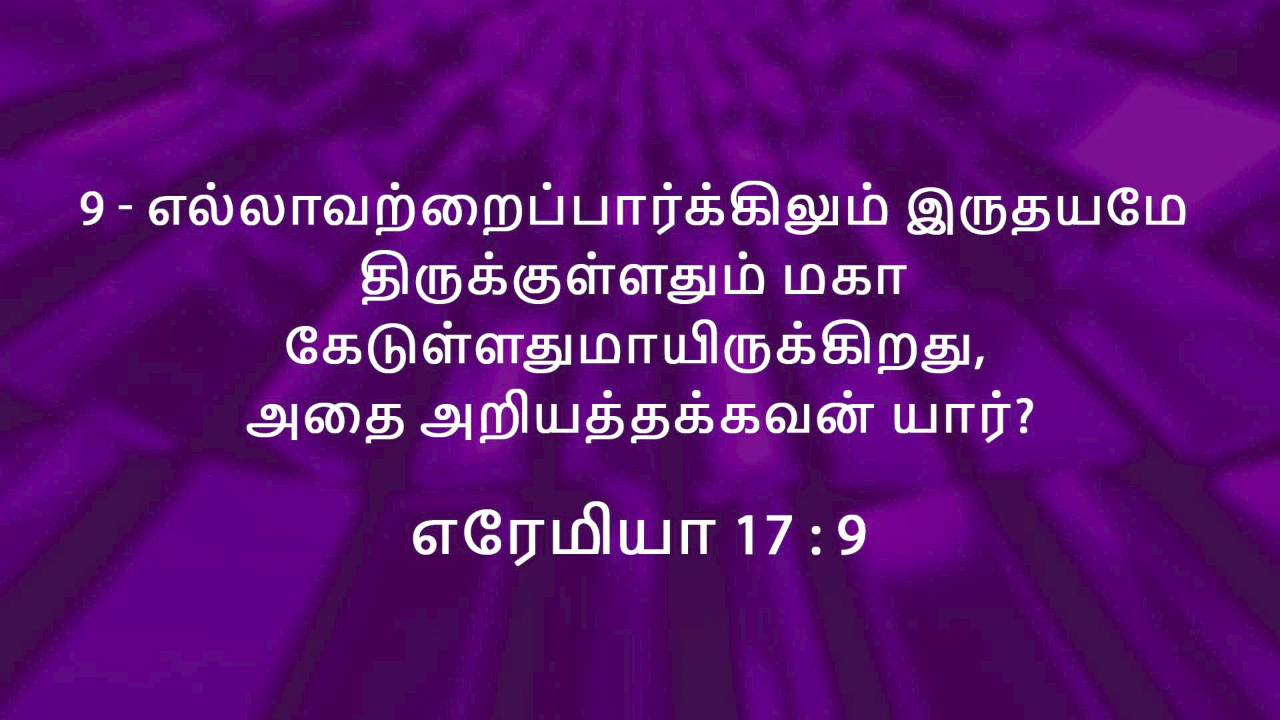 9 - எல்லாவற்றைப்பார்க்கிலும் இருதயமே
திருக்குள்ளதும் மகா
கேடுள்ளதுமாயிருக்கிறது,
அதை அறியத்தக்கவன் யார்?
எரேமியா 17 : 9